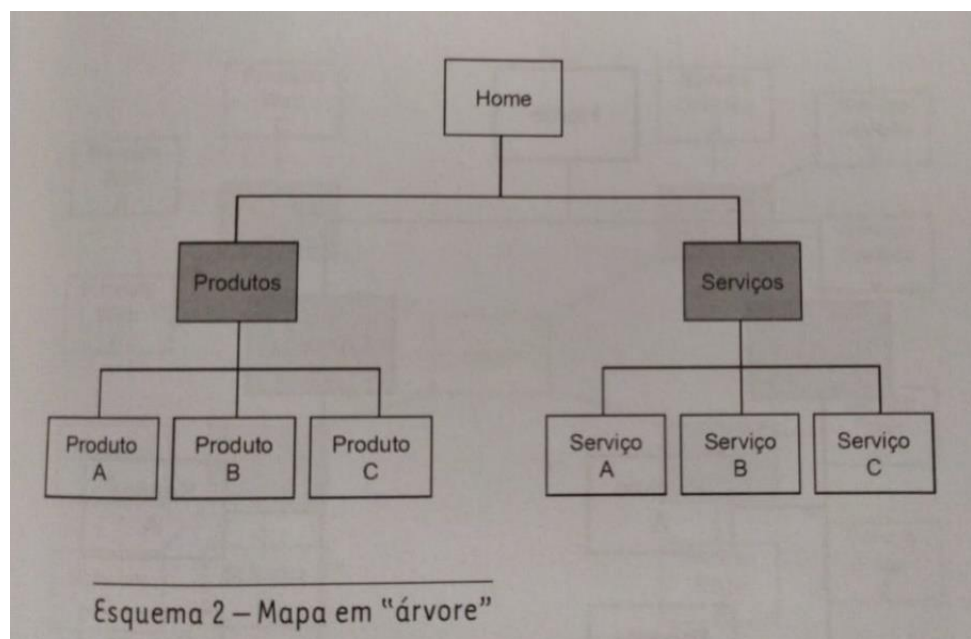 Home
Produtos
Serviços
Produto
A
Produto
B
Produto
C
Serviço
A
Serviço
B
Serviço
C
Esquema 2 – Mapa em “árvore”